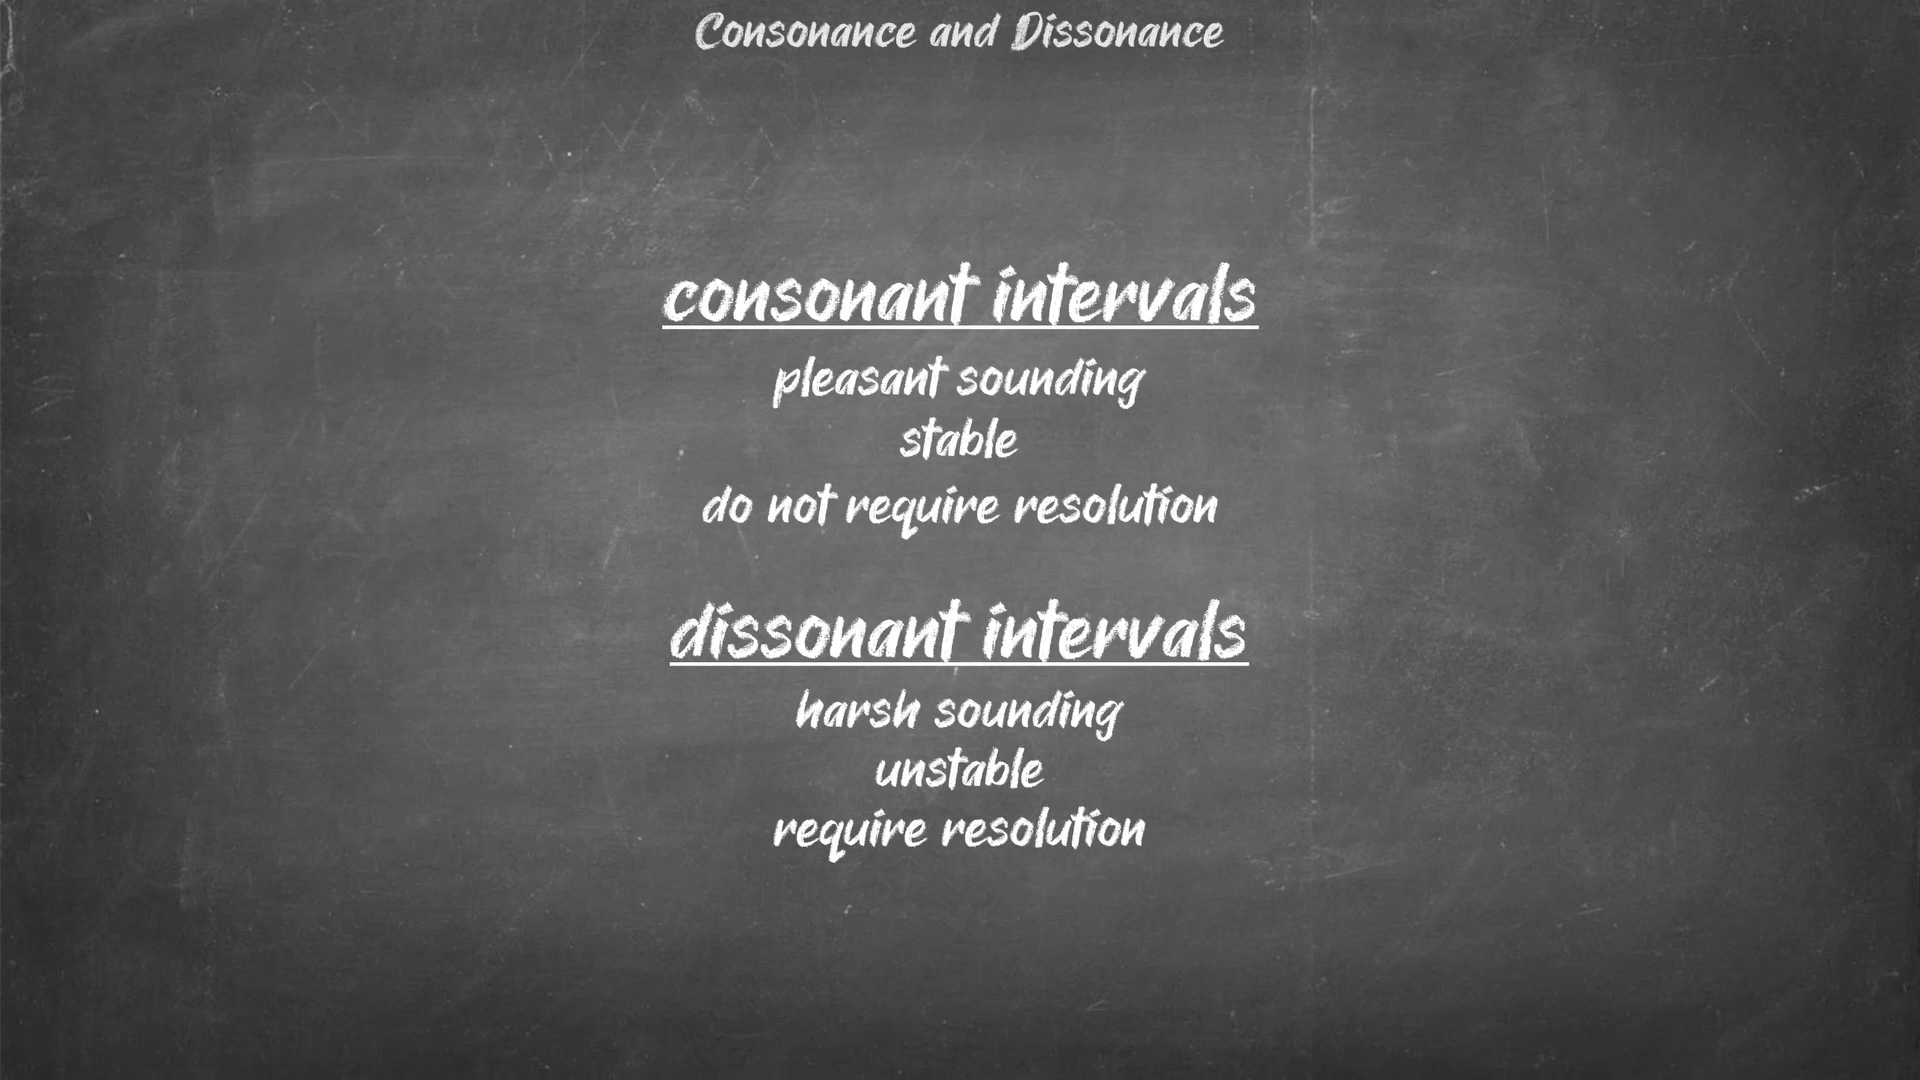 Consonance and Dissonance
consonant intervals
pleasant sounding
stable
do not require resolution
dissonant intervals
harsh sounding
unstable
require resolution